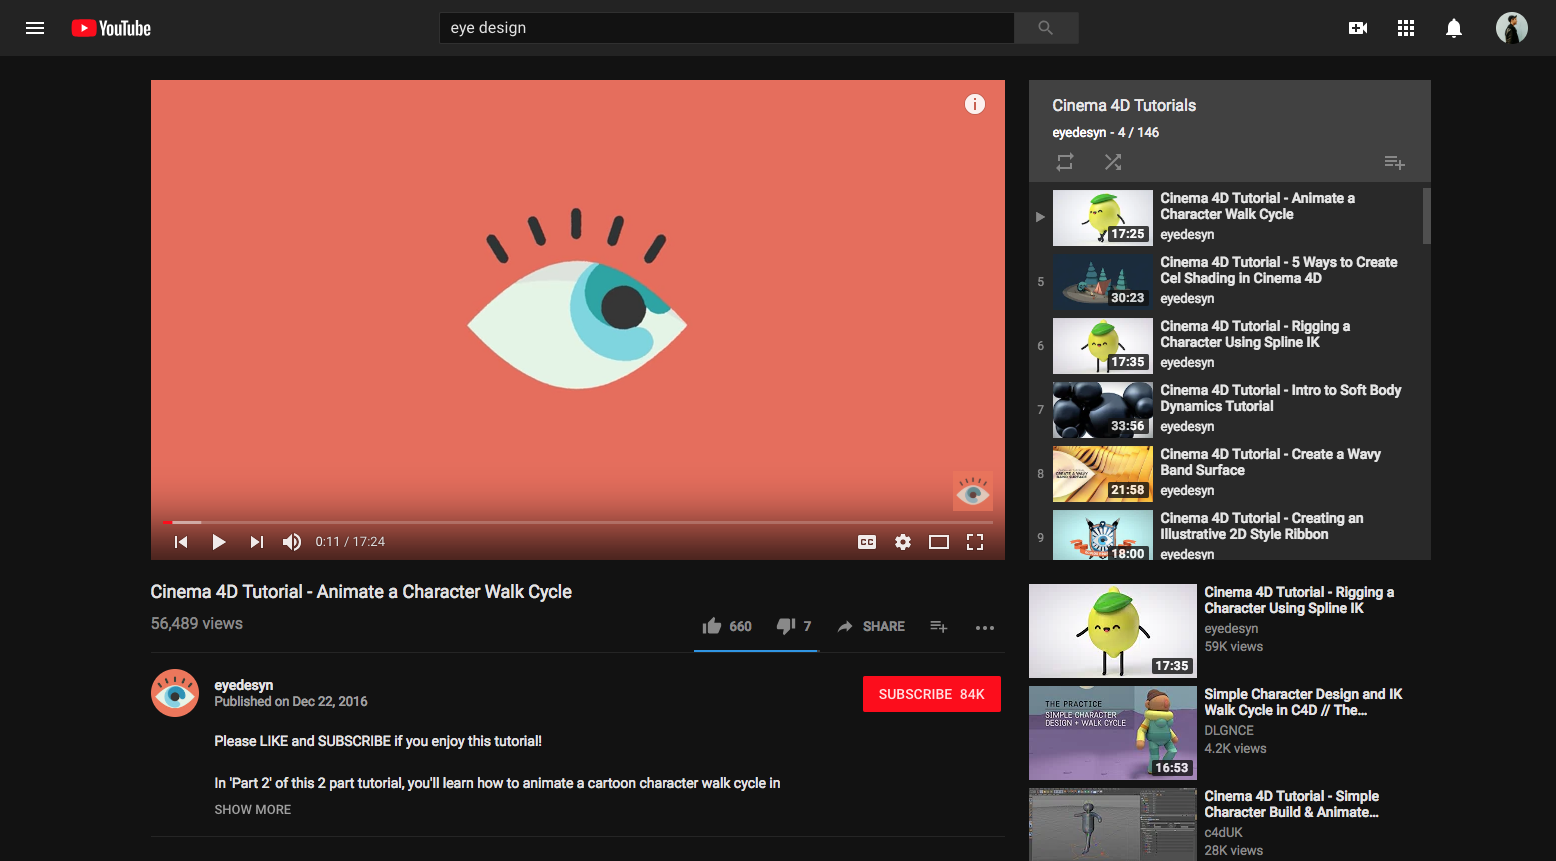 YouTube
eye design
i
CC
0:11 / 17:24
Cinema 4D Tutorial - Animate a Character Walk Cycle
56,489 views
660
7
SHARE
eyedesyn
Published on Dec 22, 2016
SUBSCRIBE 84K
Please LIKE and SUBSCRIBE if you enjoy this tutorial!
In 'Part 2' of this 2 part tutorial, you'll learn how to animate a cartoon character walk cycle in
SHOW MORE
Cinema 4D Tutorials
eyedesyn - 4 / 146
17:25
Cinema 4D Tutorial - Animate a
Character Walk Cycle
eyedesyn
5
30:23
Cinema 4D Tutorial - 5 Ways to Create
Cel Shading in Cinema 4D
eyedesyn
6
17:35
Cinema 4D Tutorial - Rigging a
Character Using Spline IK
eyedesyn
7
33:56
Cinema 4D Tutorial - Intro to Soft Body
Dynamics Tutorial
eyedesyn
8
CREATE A WAVY
BAND SURFACE
21:58
Cinema 4D Tutorial - Create a Wavy
Band Surface
eyedesyn
9
18:00
Cinema 4D Tutorial - Creating an
Illustrative 2D Style Ribbon
eyedesyn
17:35
Cinema 4D Tutorial - Rigging a
Character Using Spline IK
eyedesyn
59K views
THE PRACTICE
SIMPLE CHARACTER
DESIGN + WALK CYCLE
16:53
Simple Character Design and IK
Walk Cycle in C4D // The...
DLGNCE
4.2K views
Cinema 4D Tutorial - Simple
Character Build & Animate...
c4dUK
28K views